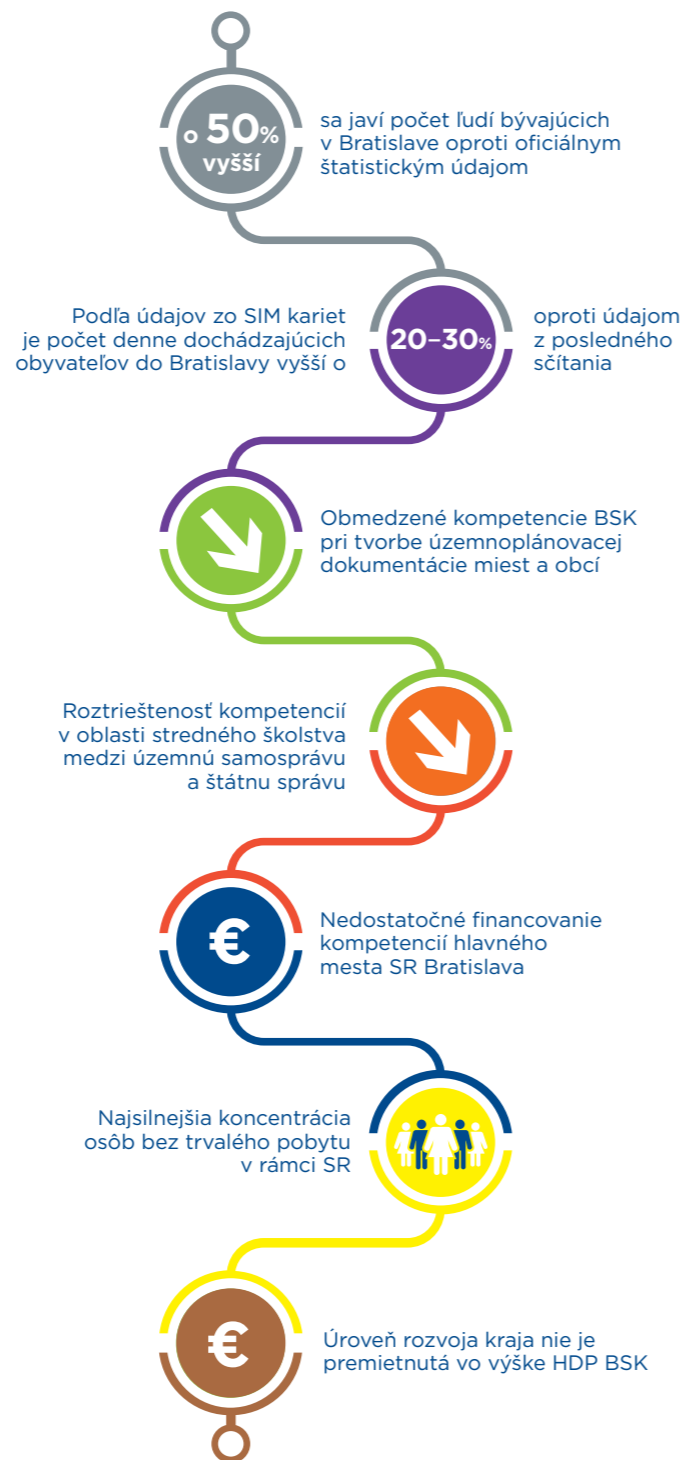 o 50%
vyšší
sa javí počet ľudí bývajúcich
v Bratislave oproti oficiálnym
štatistickým údajom
Podľa údajov zo SIM kariet
je počet denne dochádzajúcich
obyvateľov do Bratislavy vyšší o
20–30%
oproti údajom
z posledného
sčítania
Obmedzené kompetencie BSK
pri tvorbe územnoplánovacej
dokumentácie miest a obcí
Roztrieštenosť kompetencií
v oblasti stredného školstva
medzi územnú samosprávu
a štátnu správu
€
Nedostatočné financovanie
kompetencií hlavného
mesta SR Bratislava
Najsilnejšia koncentrácia
osôb bez trvalého pobytu
v rámci SR
€
Úroveň rozvoja kraja nie je
premietnutá vo výške HDP BSK